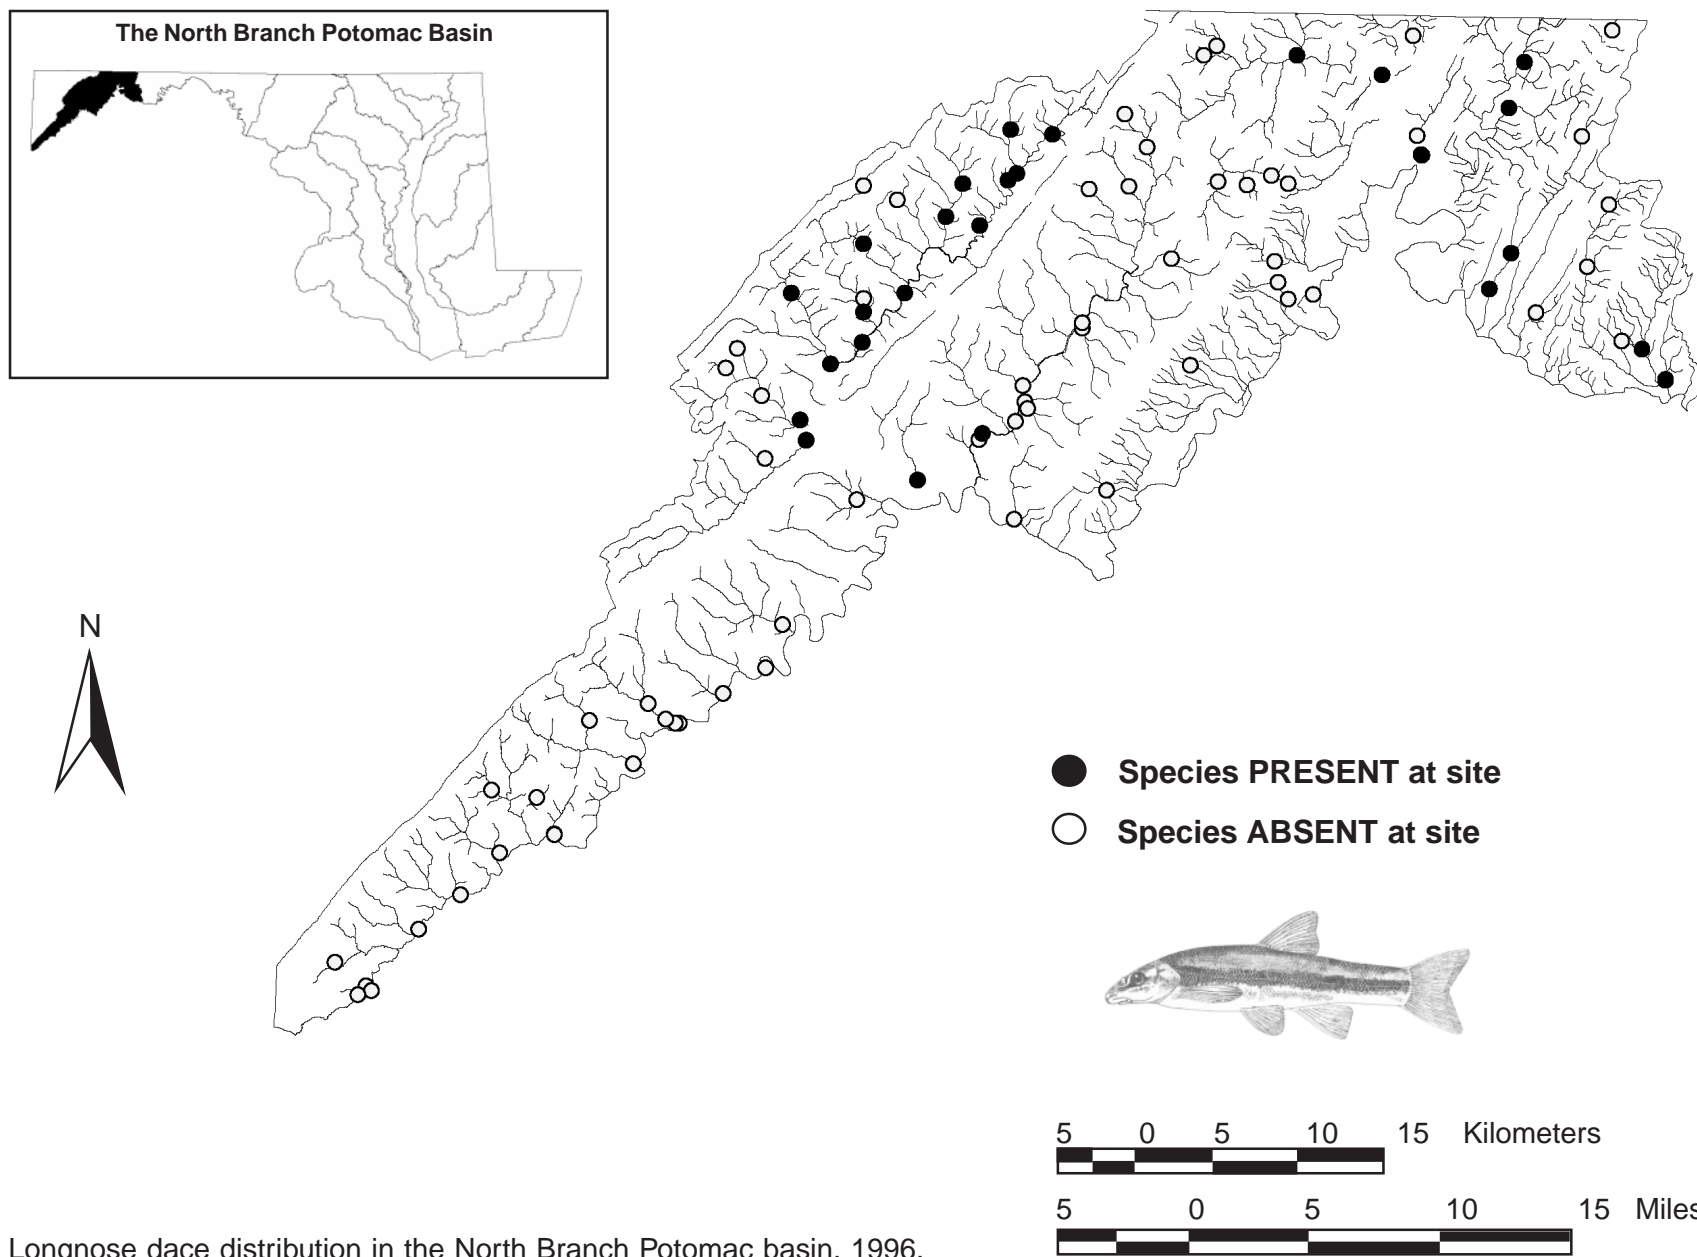 The North Branch Potomac Basin
N
Species PRESENT at site
Species ABSENT at site
5 0 5 10 15 Kilometers
5 0 5 10 15 Miles
Longnose dace distribution in the North Branch Potomac basin, 1996.